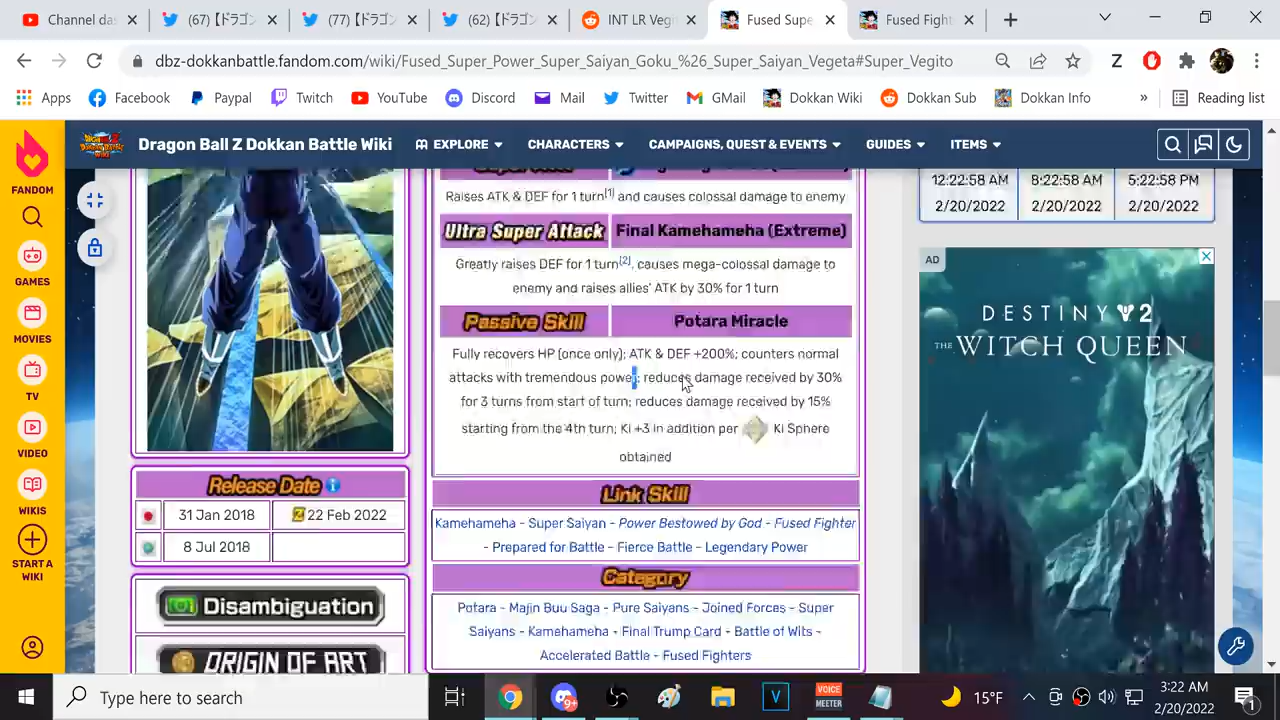 Channel das
(67)【ドラゴン
(77)【ドラゴン
(62)【ドラゴン
INT LR Vegi
Fused Supe
Fused Fight
dbz-dokkanbattle.fandom.com/wiki/Fused_Super_Power_Super_Saiyan_Goku_%26_Super_Saiyan_Vegeta#Super_Vegito
Apps
Facebook
Paypal
Twitch
YouTube
Discord
Mail
Twitter
GMail
Dokkan Wiki
Dokkan Sub
Dokkan Info
»
Reading list
Dragon Ball Z Dokkan Battle Wiki
EXPLORE
CHARACTERS
CAMPAIGNS, QUEST & EVENTS
GUIDES
ITEMS
FANDOM
GAMES
MOVIES
TV
VIDEO
WIKIS
START A
WIKI
Raises ATK & DEF for 1 turn[1] and causes colossal damage to enemy
Ultra Super Attack
Final Kamehameha (Extreme)
Greatly raises DEF for 1 turn[2], causes mega-colossal damage to
enemy and raises allies' ATK by 30% for 1 turn
Passive Skill
Potara Miracle
Fully recovers HP (once only); ATK & DEF +200%; counters normal
attacks with tremendous power; reduces damage received by 30%
for 3 turns from start of turn; reduces damage received by 15%
starting from the 4th turn; Ki +3 in addition per Ki Sphere
obtained
Link Skill
Kamehameha - Super Saiyan - Power Bestowed by God - Fused Fighter
- Prepared for Battle - Fierce Battle - Legendary Power
Category
Potara - Majin Buu Saga - Pure Saiyans - Joined Forces - Super
Saiyans - Kamehameha - Final Trump Card - Battle of Wits -
Accelerated Battle - Fused Fighters
Release Date
31 Jan 2018
Z 22 Feb 2022
8 Jul 2018
Disambiguation
ORIGIN OF ART
12:22:58 AM
8:22:58 AM
5:22:58 PM
2/20/2022
2/20/2022
2/20/2022
AD
DESTINY 2
THE WITCH QUEEN
Type here to search
9+
V
VOICE
MEETER
15°F
3:22 AM
2/20/2022
1